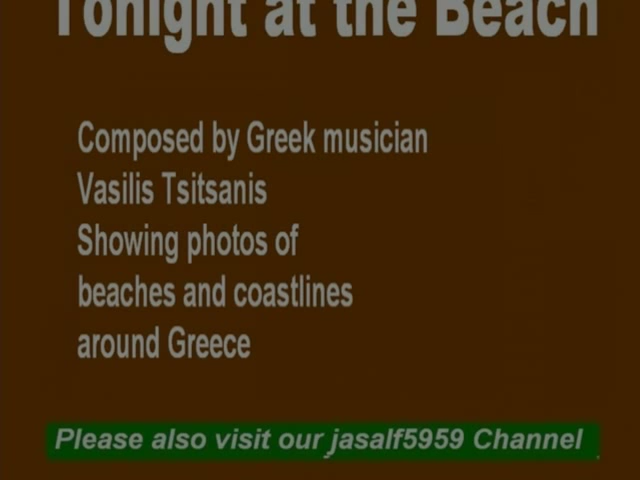 Tonight at the Beach
Composed by Greek musician
Vasilis Tsitsanis
Showing photos of
beaches and coastlines
around Greece
Please also visit our jasalf5959 Channel